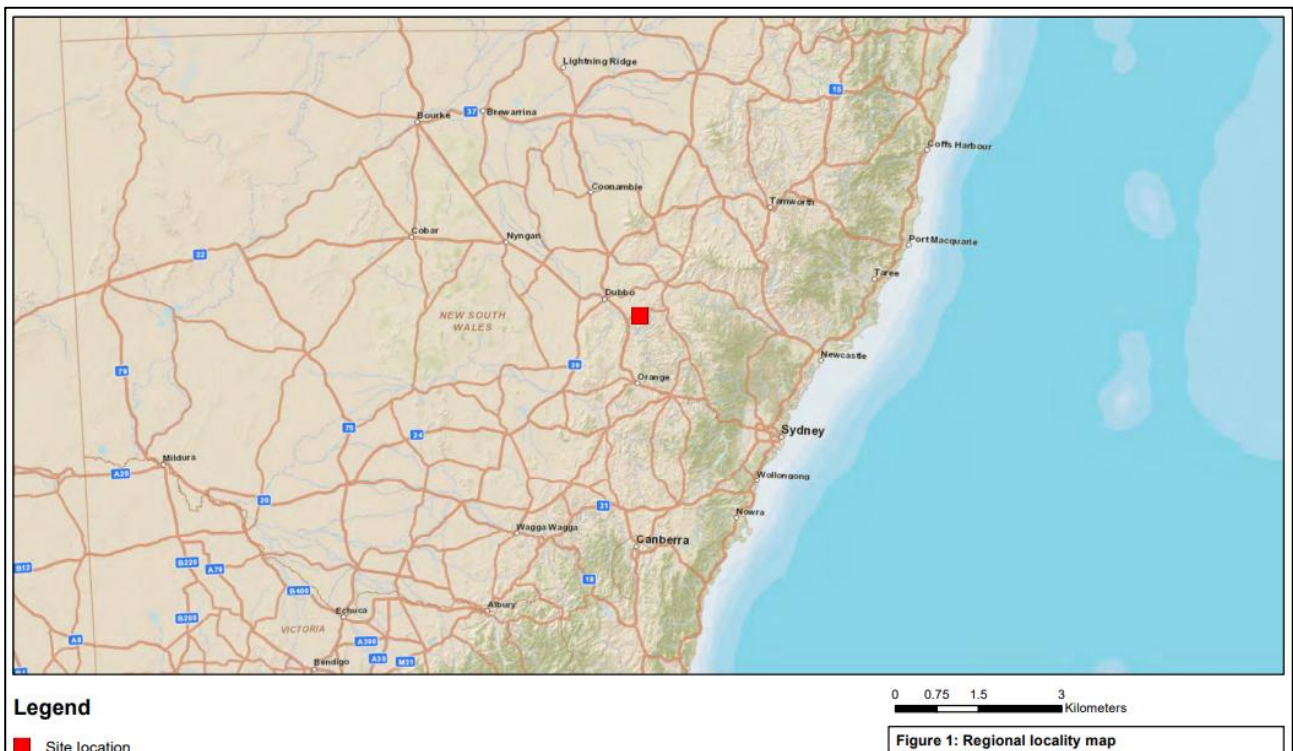 Lightning Ridge
15
Bourke
37
Brewarrina
Coffs Harbour
Coonamble
Tamworth
Cobar
Nyngan
Port Macquarie
32
Taree
Dubbo
NEW SOUTH
WALES
Newcastle
39
79
Orange
75
24
Sydney
Mildura
A20
Wollongong
20
31
Nowra
Wagga Wagga
Canberra
B12
B220
A79
18
B400
Albury
Echuca
VICTORIA
B200
A8
A300
A39
M31
Bendigo
Legend
Site location
0 0.75 1.5 3
Kilometers
Figure 1: Regional locality map